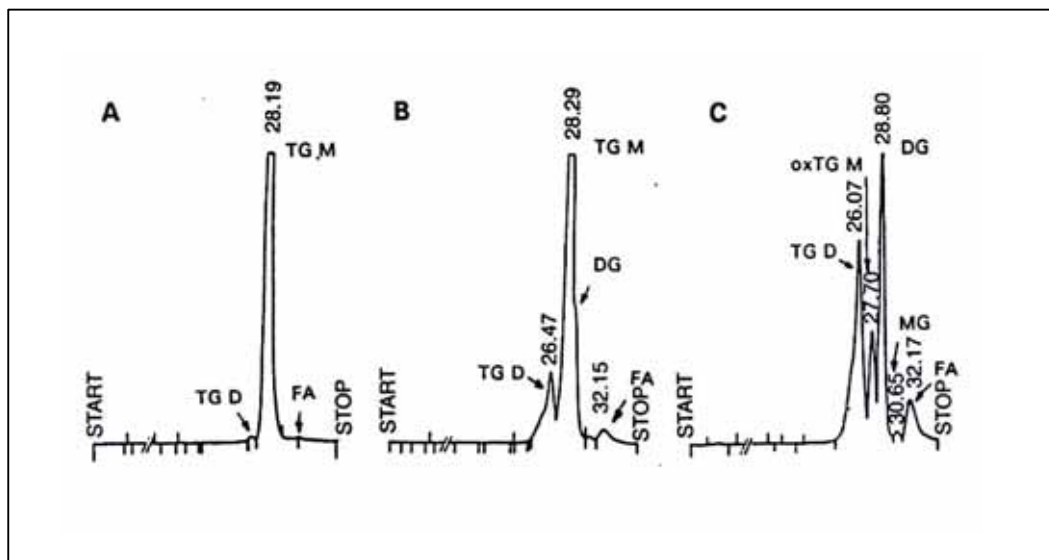 A
28.19
TG M
TG D
FA
START
STOP
B
28.29
TG M
DG
26.47
TG D
32.15
FA
START
STOP
C
28.80
DG
oxTG M
26.07
TG D
27.70
MG
30.65
32.17
FA
START
STOP